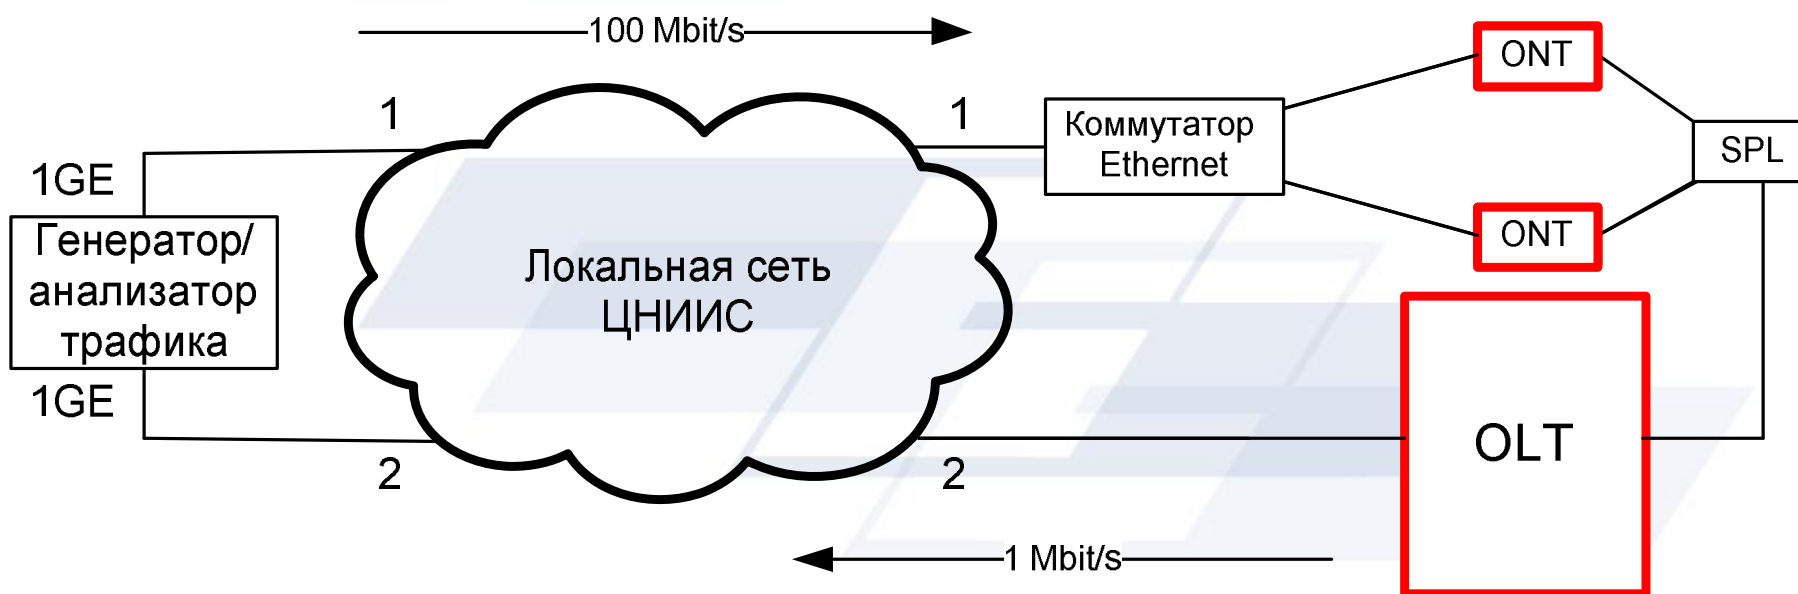 100 Mbit/s
ONT
1
1
Коммутатор
Ethernet
SPL
1GE
Генератор/
анализатор
трафика
ONT
Локальная сеть
ЦНИИС
1GE
OLT
2
2
1 Mbit/s